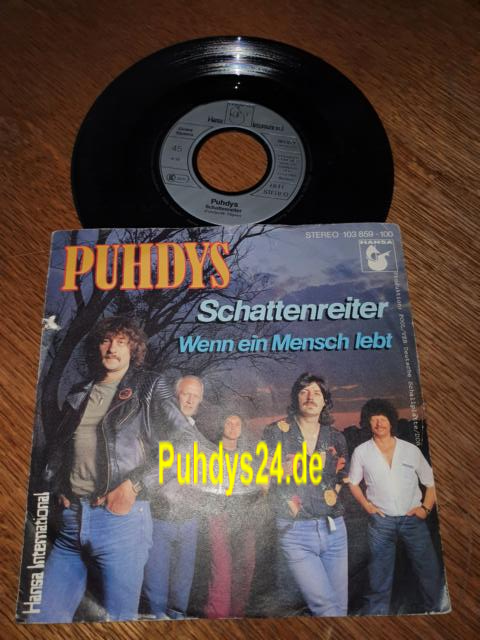 Hansa
45
Puhdys
Schattenreiter
STEREO 103 859 - 100
HANSA
PUHDYS
Schattenreiter
Wenn ein Mensch lebt
Puhdys24.de
Hansa International